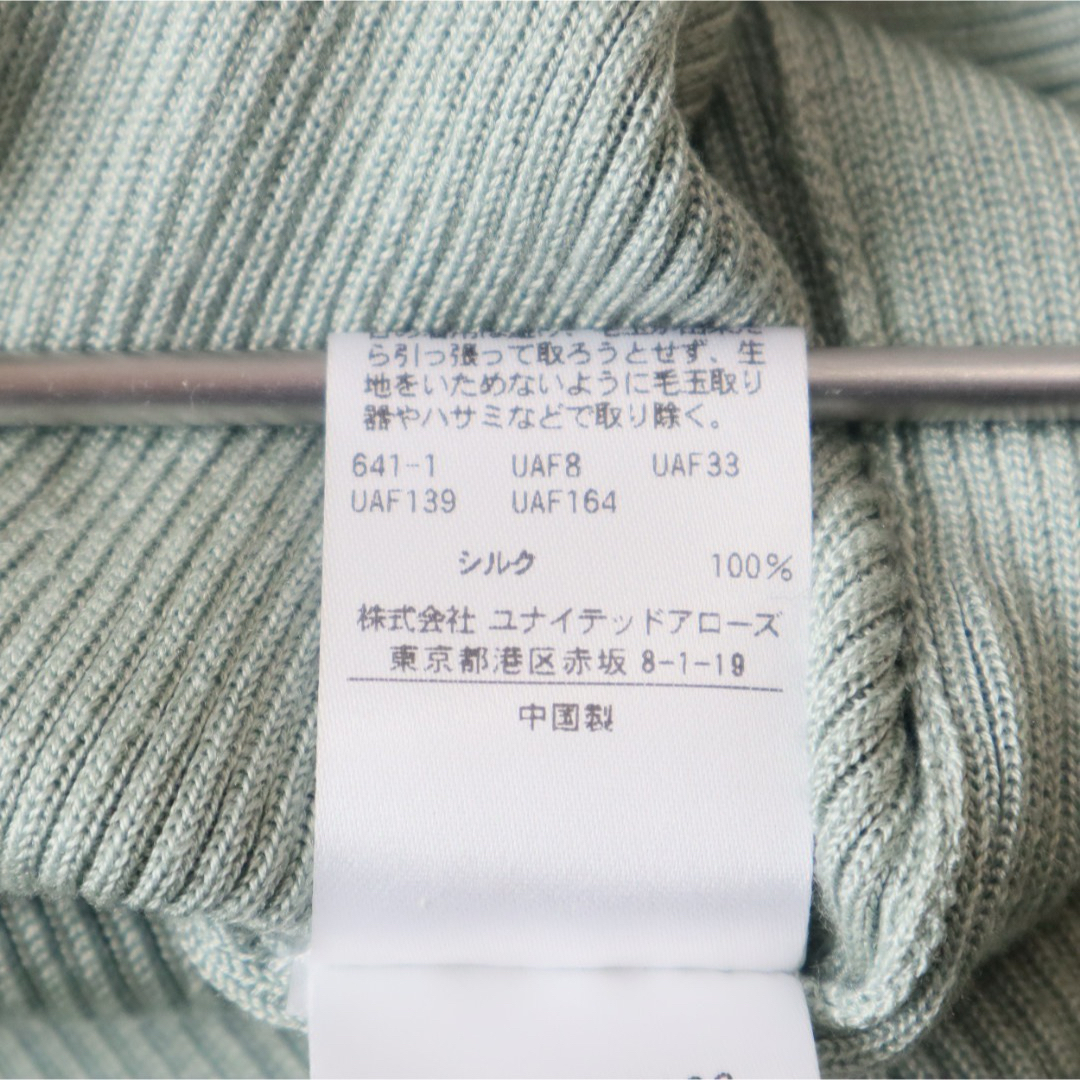 ら引っ張って取ろうとせず、生
地をいためないように毛玉取り
器やハサミなどで取り除く。
641-1 UAF8 UAF33
UAF139 UAF164
シルク 100%
株式会社 ユナイテッドアローズ
東京都港区赤坂 8-1-19
中国製